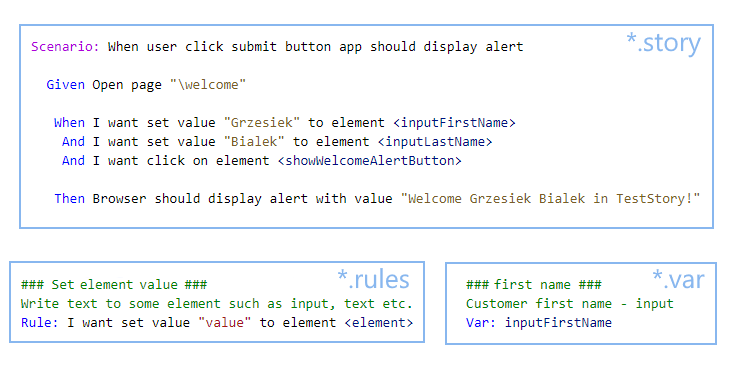 Scenario: When user click submit button app should display alert
*.story
Given Open page "\welcome"
When I want set value "Grzesiek" to element <inputFirstName>
And I want set value "Bialek" to element <inputLastName>
And I want click on element <showWelcomeAlertButton>
Then Browser should display alert with value "Welcome Grzesiek Bialek in TestStory!"
### Set element value ###
*.rules
Write text to some element such as input, text etc.
Rule: I want set value "value" to element <element>
### first name ###
*.var
Customer first name - input
Var: inputFirstName